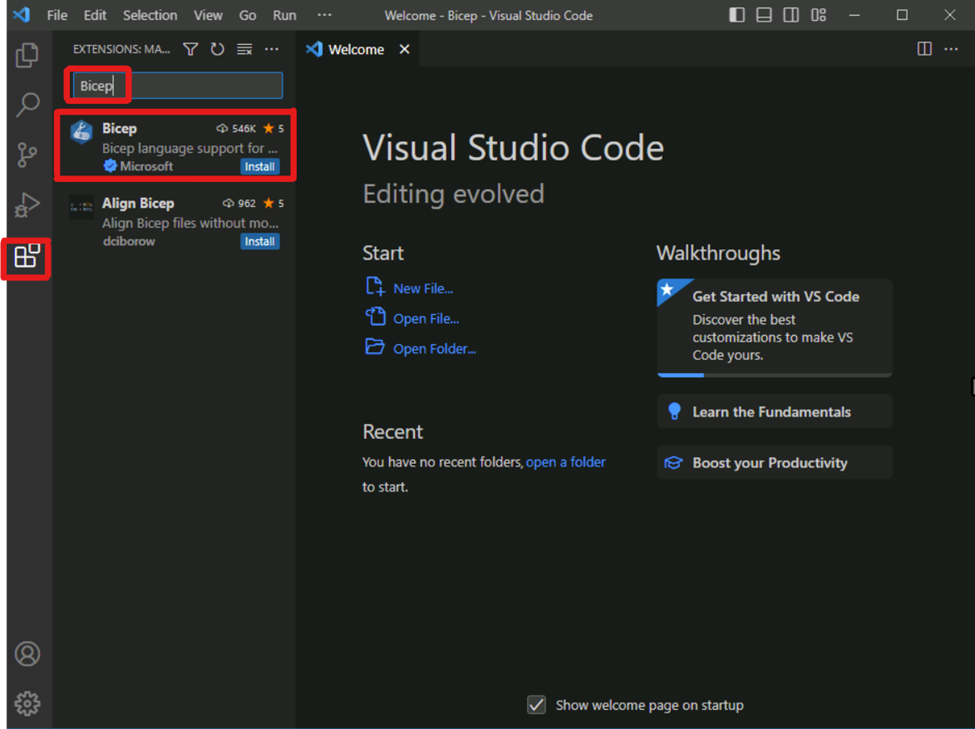 File Edit Selection View Go Run ··· Welcome - Bicep - Visual Studio Code
EXTENSIONS: MA... ···
Bicep
Bicep 546K ★ 5
Bicep language support for ...
Microsoft Install
Align Bicep 962 ★ 5
Align Bicep files without mo...
dciborow Install
Welcome
Visual Studio Code
Editing evolved
Start
New File...
Open File...
Open Folder...
Recent
You have no recent folders, open a folder
to start.
Walkthroughs
Get Started with VS Code
Discover the best
customizations to make VS
Code yours.
Learn the Fundamentals
Boost your Productivity
Show welcome page on startup